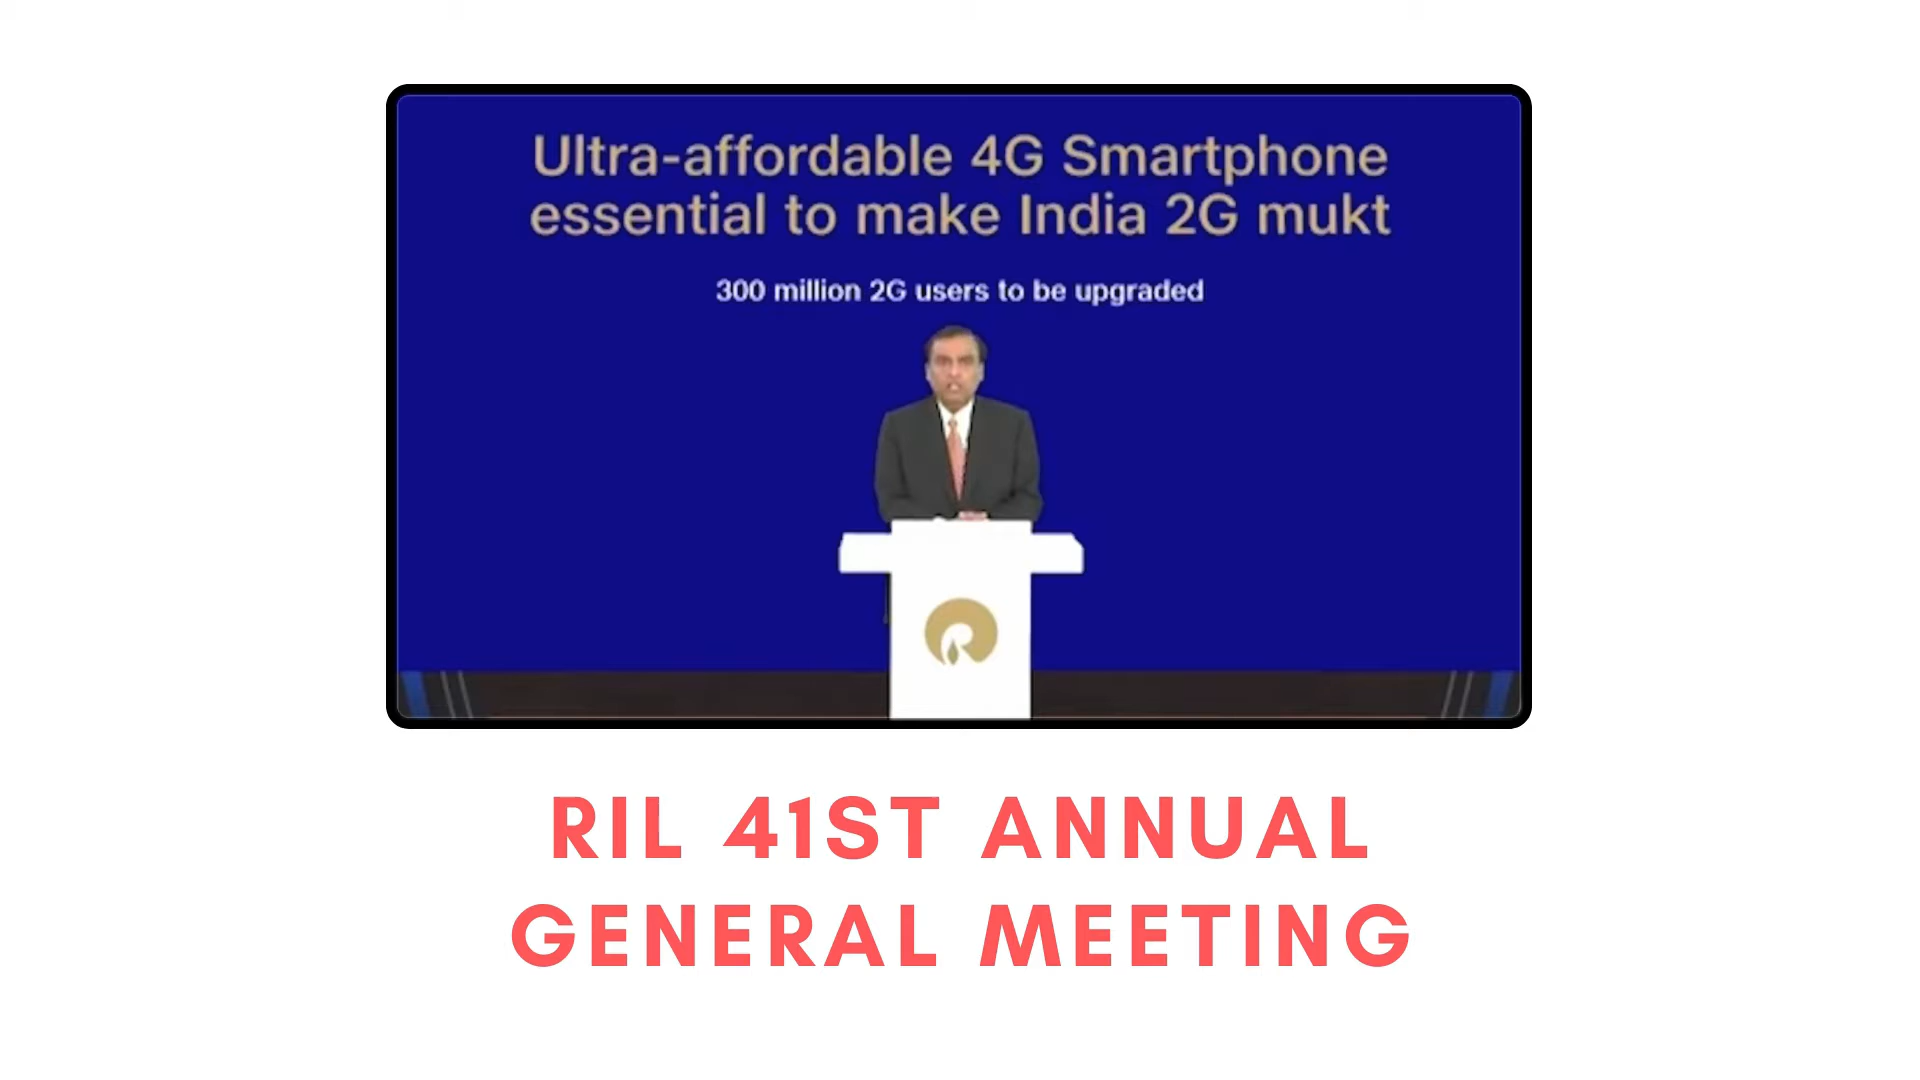 Ultra-affordable 4G Smartphone
essential to make India 2G mukt
300 million 2G users to be upgraded
RIL 41ST ANNUAL
GENERAL MEETING